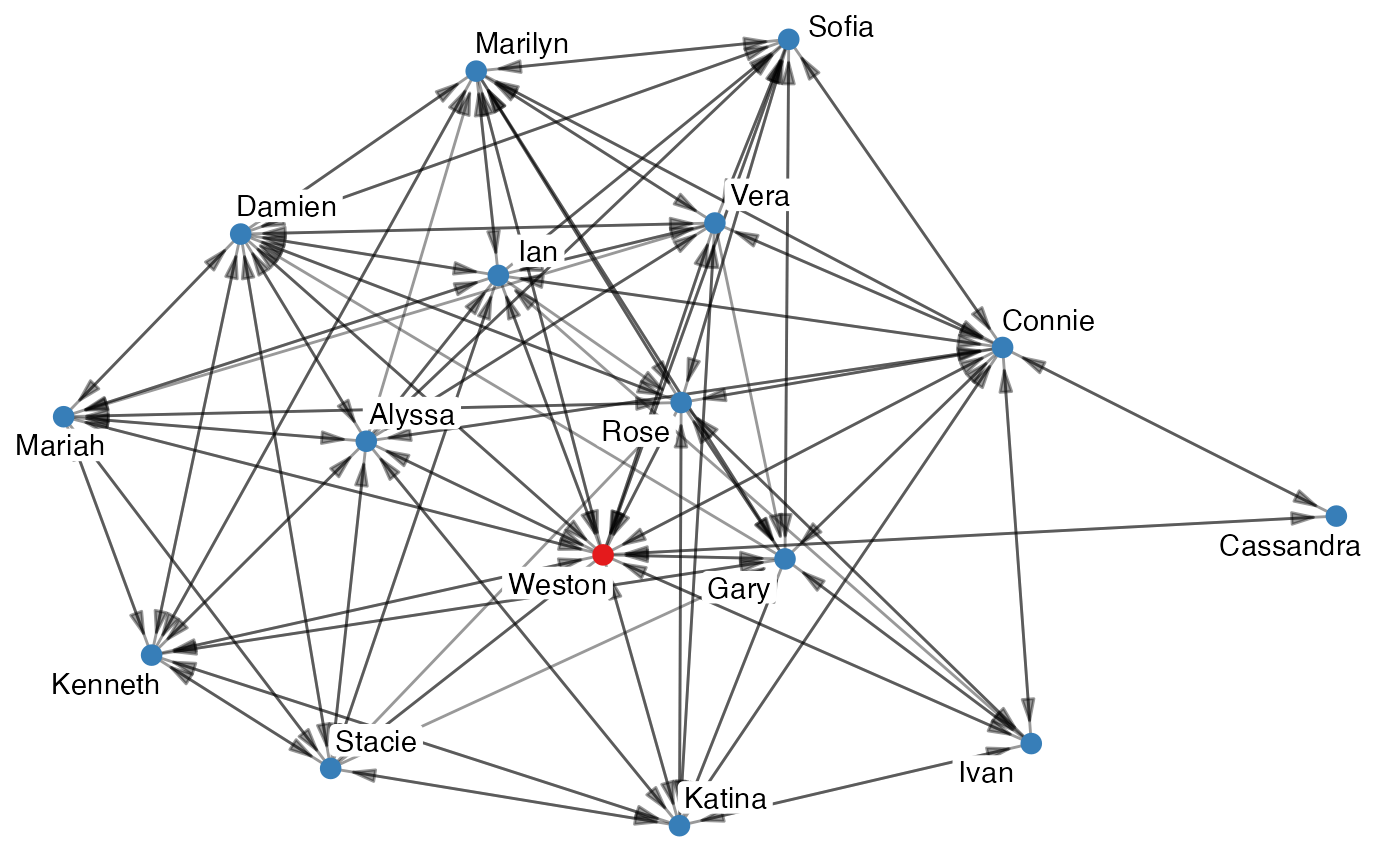 Sofia
Marilyn
Vera
Damien
Ian
Connie
Alyssa
Rose
Mariah
Cassandra
Weston
Gary
Kenneth
Stacie
Ivan
Katina